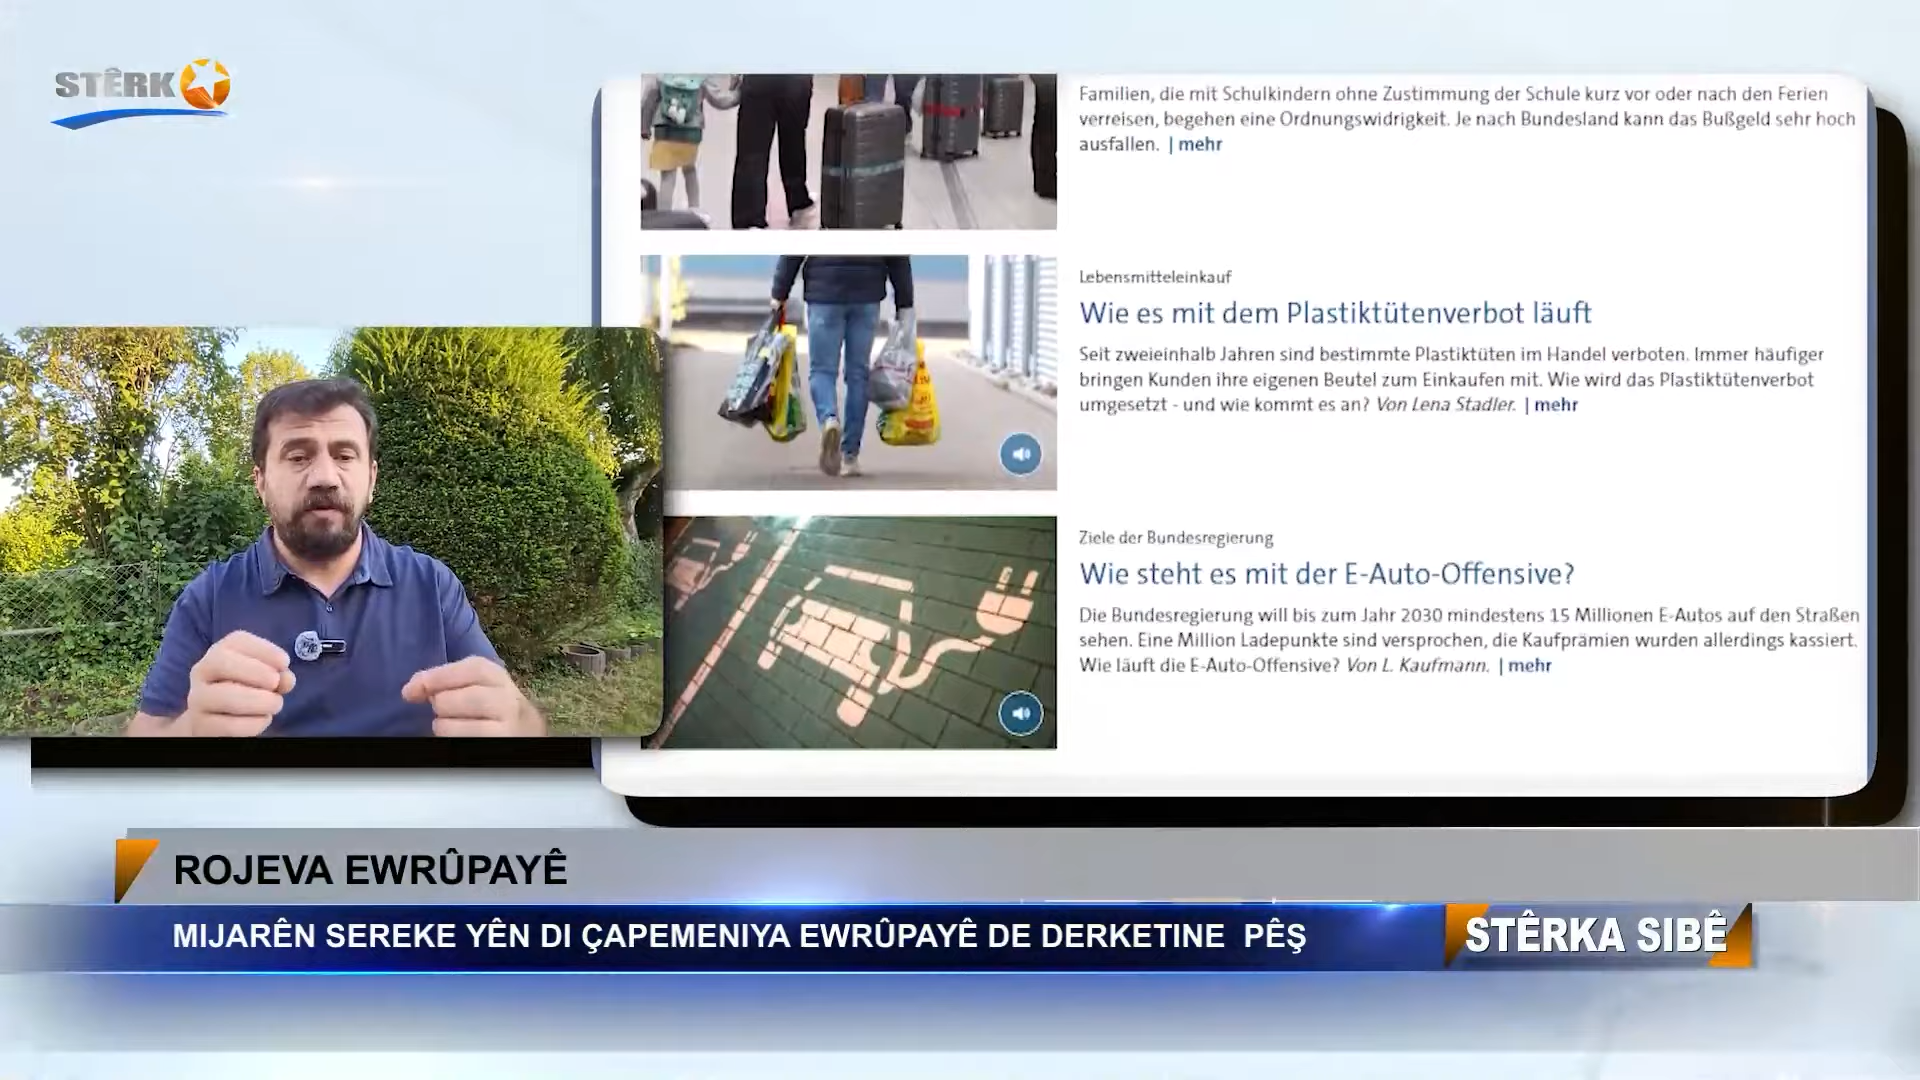 STÊRK
Familien, die mit Schulkindern ohne Zustimmung der Schule kurz vor oder nach den Ferien
verreisen, begehen eine Ordnungswidrigkeit. Je nach Bundesland kann das Bußgeld sehr hoch
ausfallen. | mehr
Lebensmitteleinkauf
Wie es mit dem Plastiktütenverbot läuft
Seit zweieinhalb Jahren sind bestimmte Plastiktüten im Handel verboten. Immer häufiger
bringen Kunden ihre eigenen Beutel zum Einkaufen mit. Wie wird das Plastiktütenverbot
umgesetzt - und wie kommt es an? Von Lena Stadler. | mehr
Ziele der Bundesregierung
Wie steht es mit der E-Auto-Offensive?
Die Bundesregierung will bis zum Jahr 2030 mindestens 15 Millionen E-Autos auf den Straßen
sehen. Eine Million Ladepunkte sind versprochen, die Kaufprämien wurden allerdings kassiert.
Wie läuft die E-Auto-Offensive? Von L. Kaufmann. | mehr
ROJEVA EWRÛPAYÊ
MIJARÊN SEREKE YÊN DI ÇAPEMENIYA EWRÛPAYÊ DE DERKETINE PÊŞ
STÊRKA SIBÊ